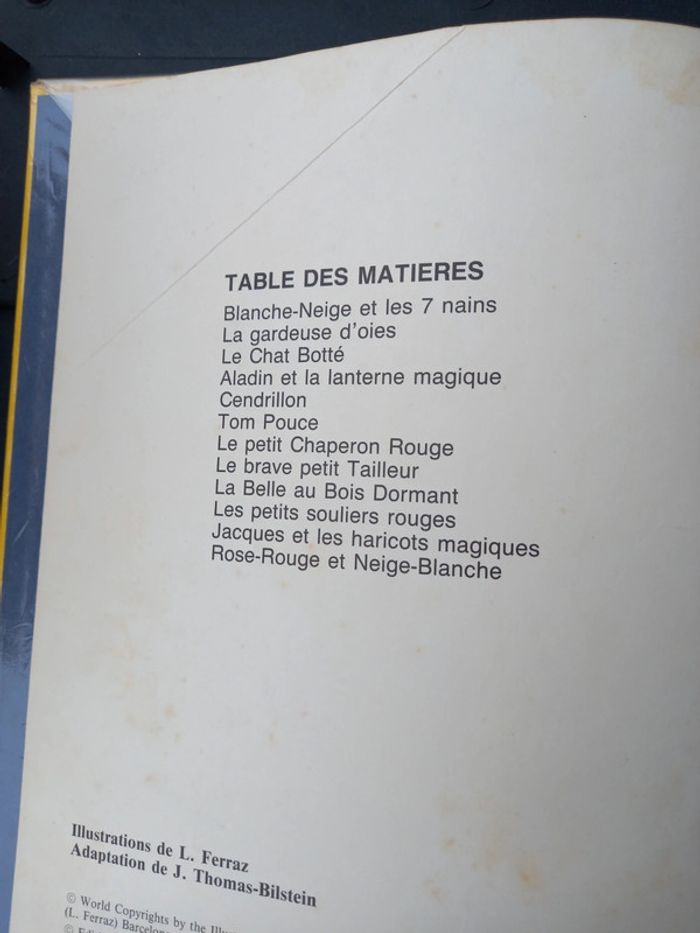 TABLE DES MATIERES
Blanche-Neige et les 7 nains
La gardeuse d'oies
Le Chat Botté
Aladin et la lanterne magique
Cendrillon
Tom Pouce
Le petit Chaperon Rouge
Le brave petit Tailleur
La Belle au Bois Dormant
Les petits souliers rouges
Jacques et les haricots magiques
Rose-Rouge et Neige-Blanche
Illustrations de L. Ferraz
Adaptation de J. Thomas-Bilstein
© World Copyrights by the
(L. Ferraz)
©